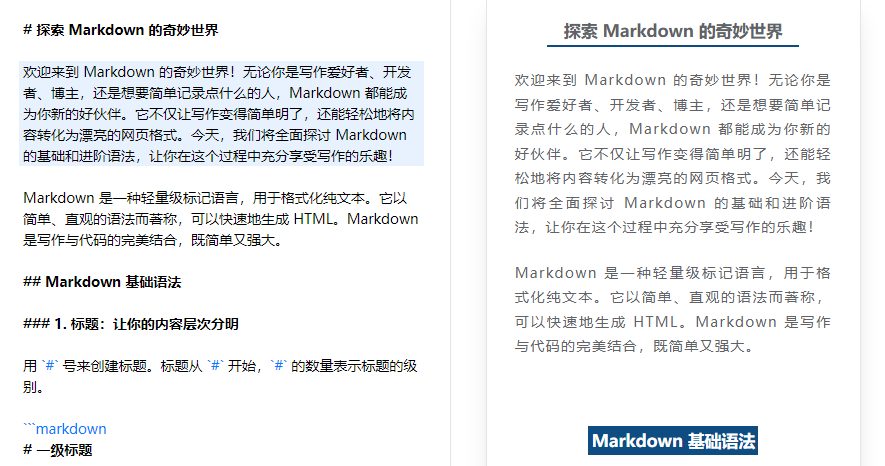 # 探索 Markdown 的奇妙世界
欢迎来到 Markdown 的奇妙世界！无论你是写作爱好者、开发
者、博主，还是想要简单记录点什么的人，Markdown 都能成
为你新的好伙伴。它不仅让写作变得简单明了，还能轻松地将内
容转化为漂亮的网页格式。今天，我们将全面探讨 Markdown
的基础和进阶语法，让你在这个过程中充分享受写作的乐趣！
Markdown 是一种轻量级标记语言，用于格式化纯文本。它以
简单、直观的语法而著称，可以快速地生成 HTML。Markdown
是写作与代码的完美结合，既简单又强大。
## Markdown 基础语法
### 1. 标题：让你的内容层次分明
用 `#` 号来创建标题。标题从 `#` 开始，`#` 的数量表示标题的级
别。
```markdown
# 一级标题
探索 Markdown 的奇妙世界
欢迎来到 Markdown 的奇妙世界！无论你是
写作爱好者、开发者、博主，还是想要简单记
录点什么的人，Markdown 都能成为你新的
好伙伴。它不仅让写作变得简单明了，还能轻
松地将内容转化为漂亮的网页格式。今天，我
们将全面探讨 Markdown 的基础和进阶语
法，让你在这个过程中充分享受写作的乐趣！
Markdown 是一种轻量级标记语言，用于格
式化纯文本。它以简单、直观的语法而著称，
可以快速地生成 HTML。Markdown 是写作
与代码的完美结合，既简单又强大。
Markdown 基础语法